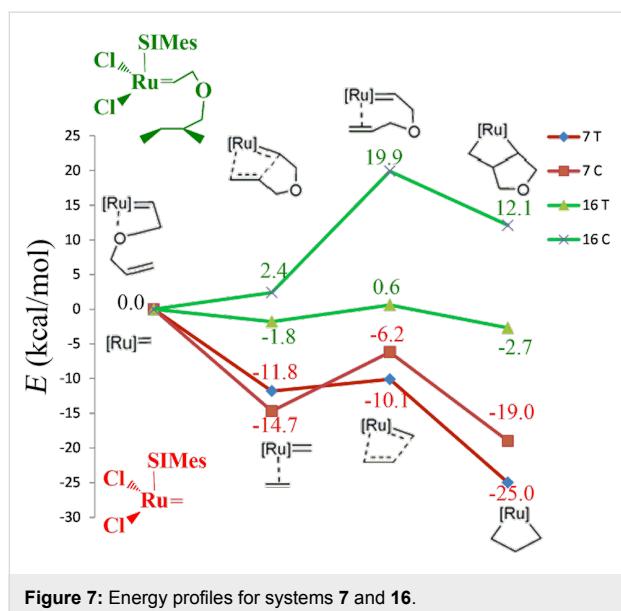 SIMes
Cl
Ru
Cl
O
[Ru]
O
[Ru]
O
[Ru]
O
[Ru]
O
7 T
7 C
16 T
16 C
E (kcal/mol)
25
20
15
10
5
0
-5
-10
-15
-20
-25
-30
0.0
2.4
19.9
12.1
-1.8
0.6
-2.7
-11.8
-14.7
-6.2
-10.1
-19.0
-25.0
[Ru]=
[Ru]=
[Ru]
[Ru]
SIMes
Cl
Ru=
Cl
Figure 7: Energy profiles for systems 7 and 16.